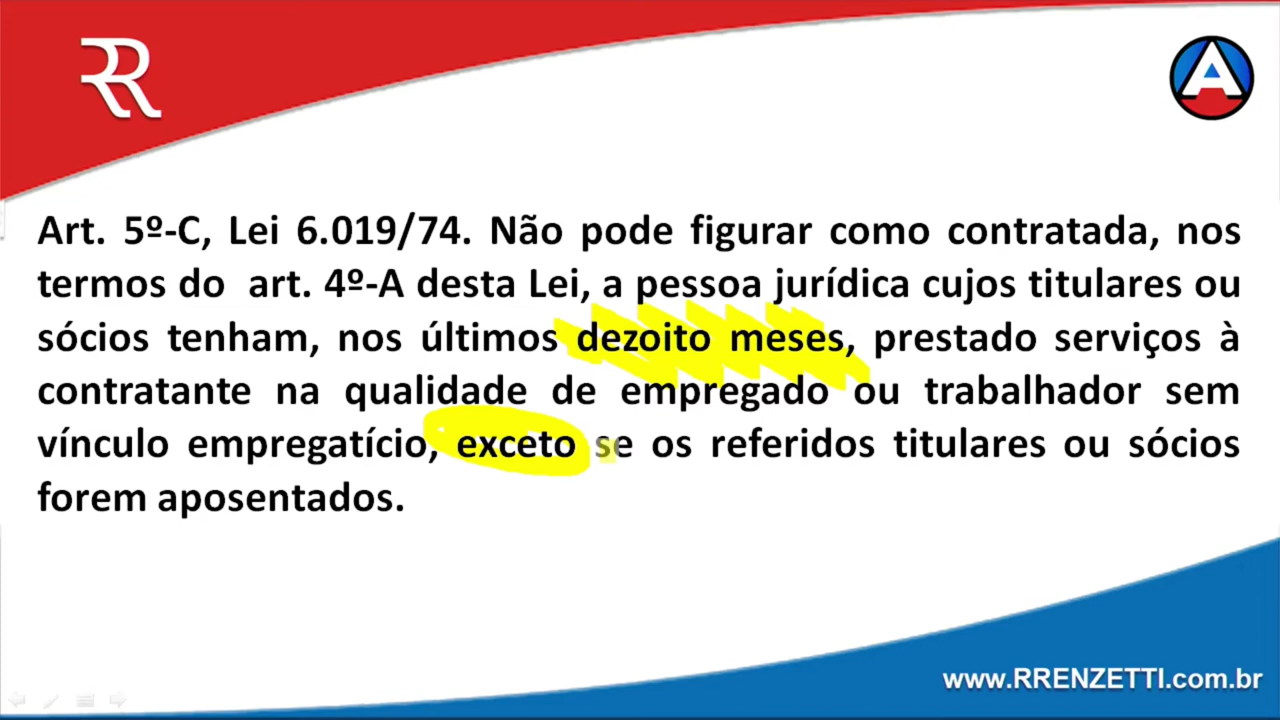 RR
A
Art. 5º-C, Lei 6.019/74. Não pode figurar como contratada, nos
termos do art. 4º-A desta Lei, a pessoa jurídica cujos titulares ou
sócios tenham, nos últimos dezoito meses, prestado serviços à
contratante na qualidade de empregado ou trabalhador sem
vínculo empregatício, exceto se os referidos titulares ou sócios
forem aposentados.
www.RRENZETTI.com.br